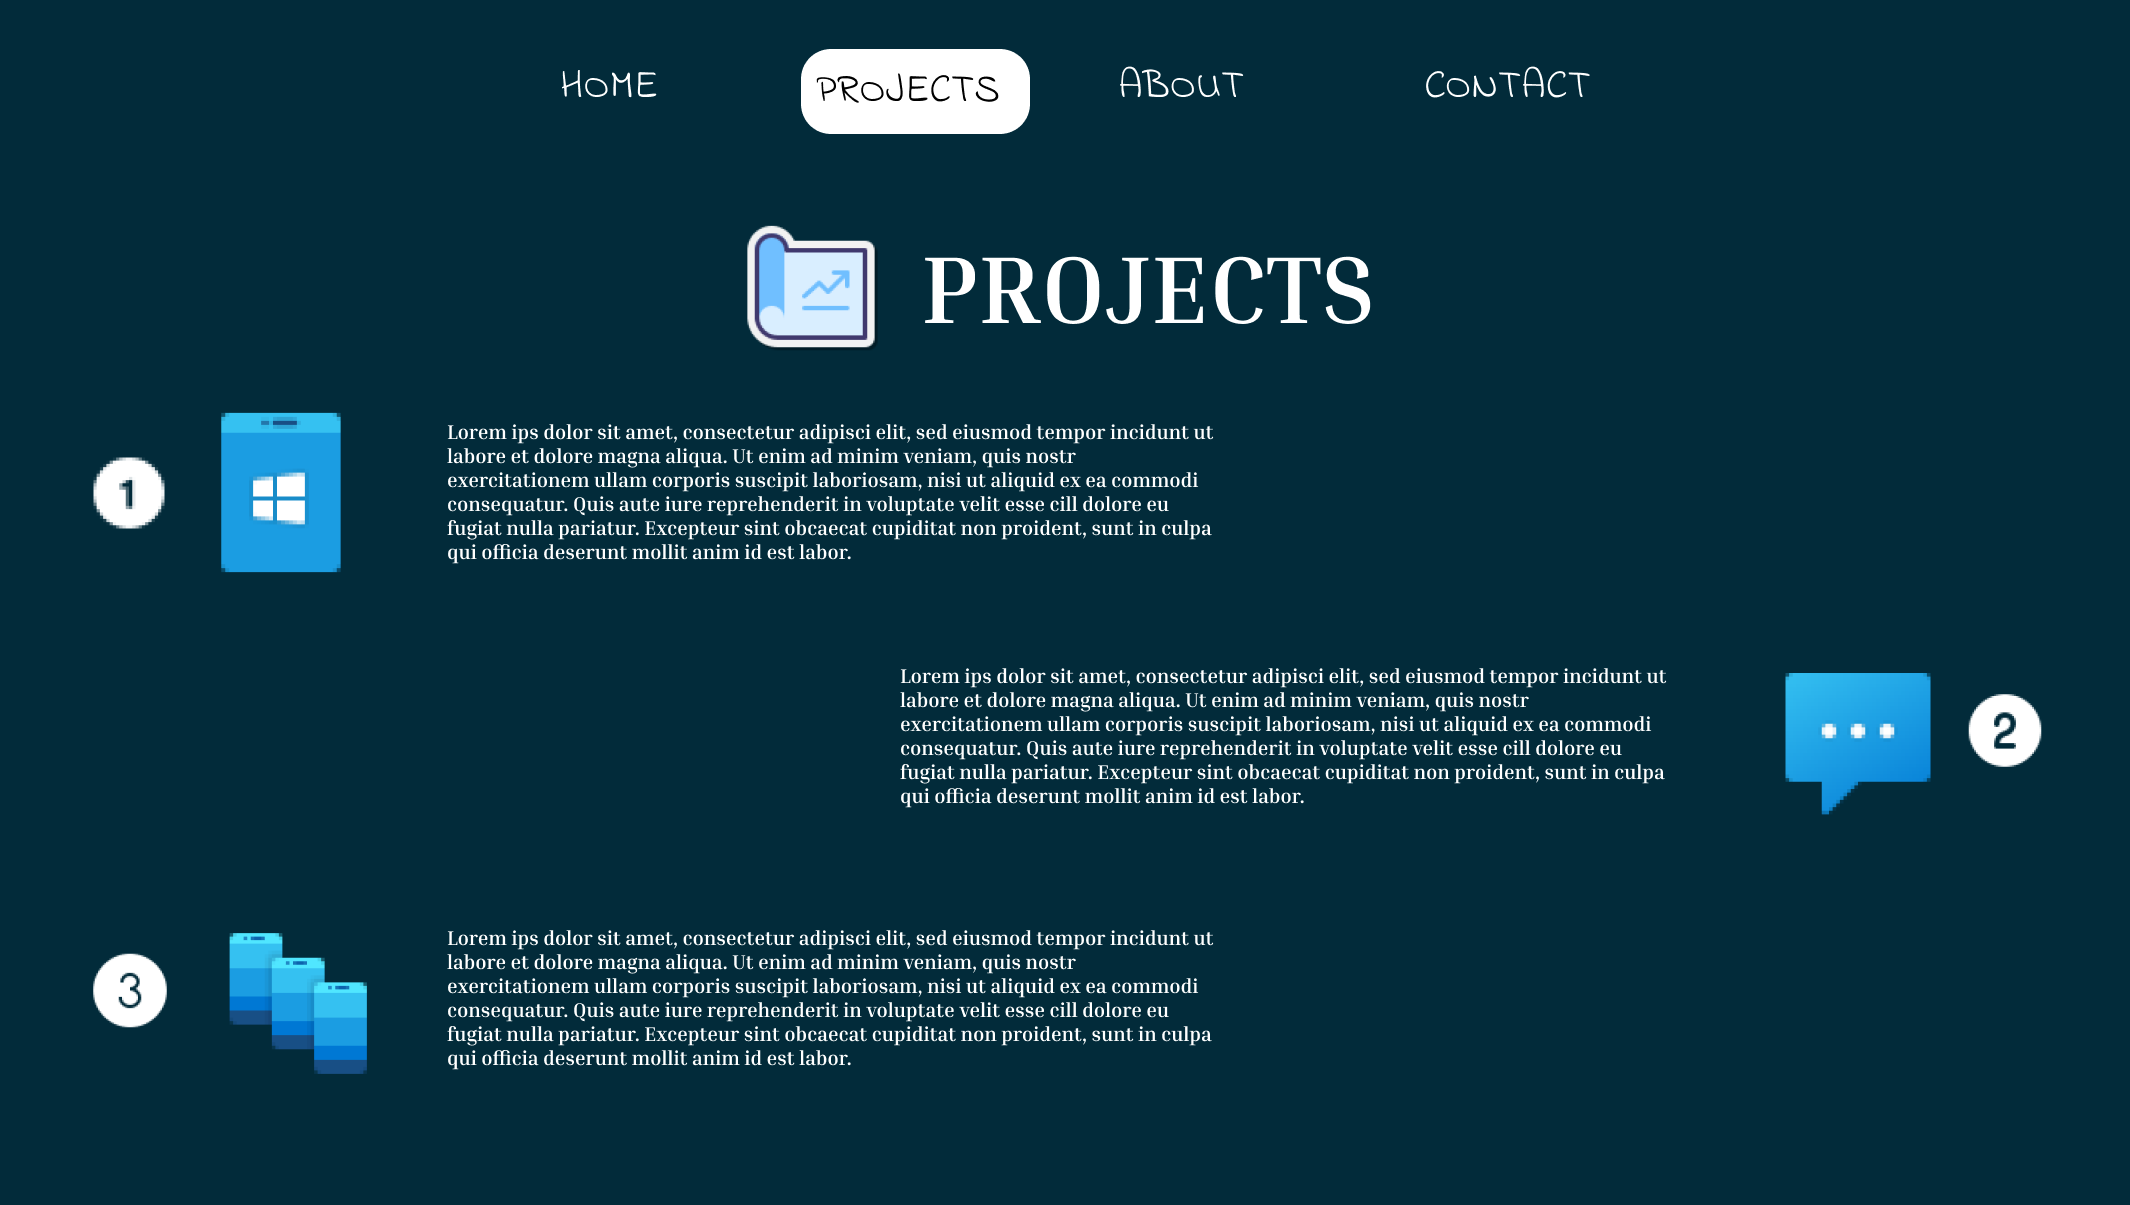 HOME PROJECTS ABOUT CONTACT
PROJECTS
1
Lorem ips dolor sit amet, consectetur adipisci elit, sed eiusmod tempor incidunt ut
labore et dolore magna aliqua. Ut enim ad minim veniam, quis nostr
exercitationem ullam corporis suscipit laboriosam, nisi ut aliquid ex ea commodi
consequatur. Quis aute iure reprehenderit in voluptate velit esse cill dolore eu
fugiat nulla pariatur. Excepteur sint obcaecat cupiditat non proident, sunt in culpa
qui officia deserunt mollit anim id est labor.
Lorem ips dolor sit amet, consectetur adipisci elit, sed eiusmod tempor incidunt ut
labore et dolore magna aliqua. Ut enim ad minim veniam, quis nostr
exercitationem ullam corporis suscipit laboriosam, nisi ut aliquid ex ea commodi
consequatur. Quis aute iure reprehenderit in voluptate velit esse cill dolore eu
fugiat nulla pariatur. Excepteur sint obcaecat cupiditat non proident, sunt in culpa
qui officia deserunt mollit anim id est labor.
2
3
Lorem ips dolor sit amet, consectetur adipisci elit, sed eiusmod tempor incidunt ut
labore et dolore magna aliqua. Ut enim ad minim veniam, quis nostr
exercitationem ullam corporis suscipit laboriosam, nisi ut aliquid ex ea commodi
consequatur. Quis aute iure reprehenderit in voluptate velit esse cill dolore eu
fugiat nulla pariatur. Excepteur sint obcaecat cupiditat non proident, sunt in culpa
qui officia deserunt mollit anim id est labor.